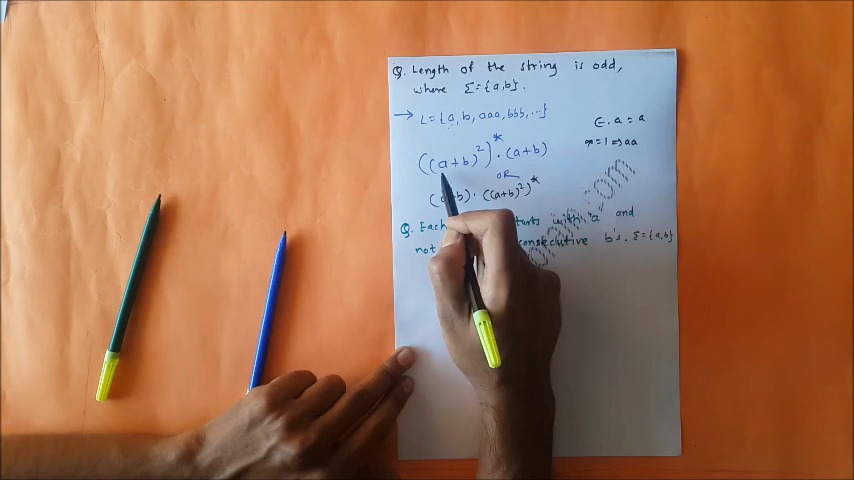 Q. Length of the string is odd,
where Σ={a,b}.
→ L={a, b, aaa, bbb, ...}
∈. a = a
n=1 ⇒ aa
((a+b)²)* . (a+b)
OR
b) . ((a+b)²)*
Q. Each with "a" and
not consecutive b's. Σ={a,b}
.com